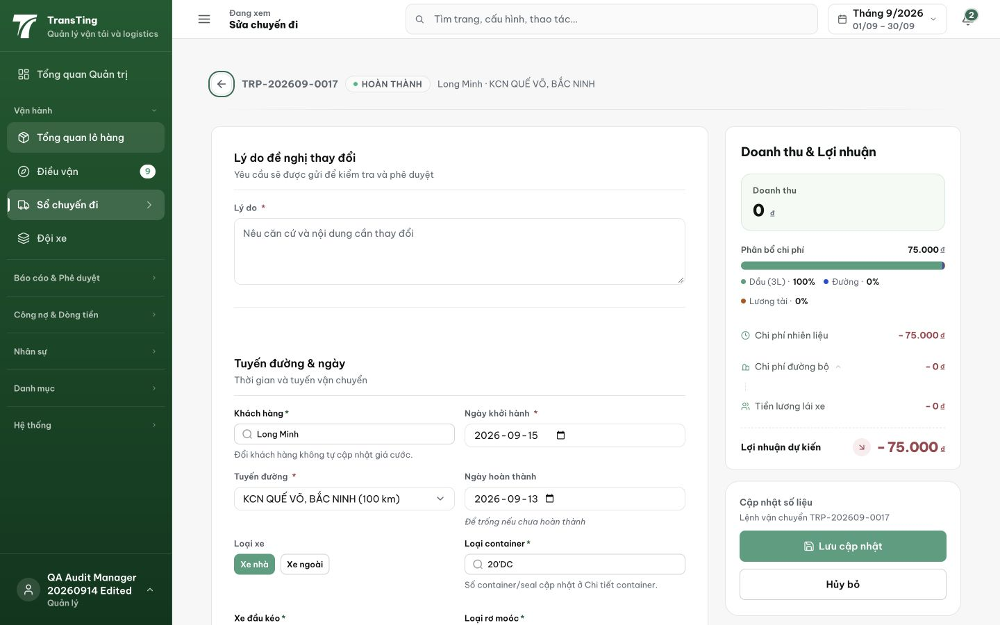 TransTing
Quản lý vận tải và logistics
Tổng quan Quản trị
Vận hành
Tổng quan lô hàng
Điều vận
9
Sổ chuyến đi
Đội xe
Báo cáo & Phê duyệt
Công nợ & Dòng tiền
Nhân sự
Danh mục
Hệ thống
QA Audit Manager
20260914 Edited
Quản lý
Đang xem
Sửa chuyến đi
Tìm trang, cấu hình, thao tác...
Tháng 9/2026
01/09 – 30/09
2
TRP-202609-0017
HOÀN THÀNH
Long Minh · KCN QUẾ VÕ, BẮC NINH
Lý do đề nghị thay đổi
Yêu cầu sẽ được gửi để kiểm tra và phê duyệt
Lý do *
Nêu căn cứ và nội dung cần thay đổi
Tuyến đường & ngày
Thời gian và tuyến vận chuyển
Khách hàng *
Long Minh
Đổi khách hàng không tự cập nhật giá cước.
Ngày khởi hành *
2026-09-15
Tuyến đường *
KCN QUẾ VÕ, BẮC NINH (100 km)
Ngày hoàn thành
2026-09-13
Để trống nếu chưa hoàn thành
Loại xe
Xe nhà
Xe ngoài
Loại container *
20'DC
Số container/seal cập nhật ở Chi tiết container.
Xe đầu kéo *
Loại rơ moóc *
Doanh thu & Lợi nhuận
Doanh thu
0 đ
Phân bổ chi phí 75.000 đ
Dầu (3L) · 100% Đường · 0%
Lương tài · 0%
Chi phí nhiên liệu – 75.000 đ
Chi phí đường bộ – 0 đ
Tiền lương lái xe – 0 đ
Lợi nhuận dự kiến – 75.000 đ
Cập nhật số liệu
Lệnh vận chuyển TRP-202609-0017
Lưu cập nhật
Hủy bỏ